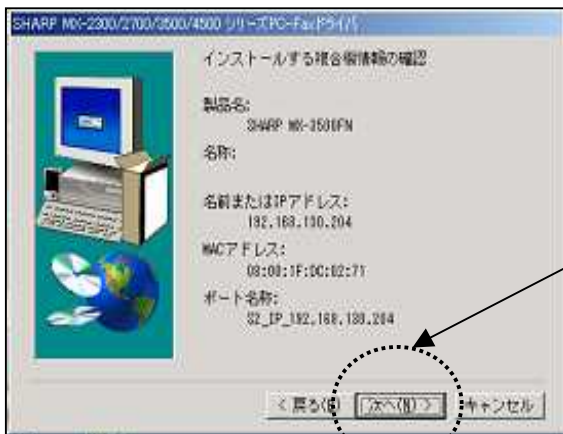 SHARP MX-2300/2700/3500/4500 シリーズPC-Faxドライバ
インストールする複合機情報の確認
製品名:
SHARP MX-3500FN
名称:
名前またはIPアドレス:
192.168.130.204
MACアドレス:
08:00:1F:DC:02:71
ポート名称:
S2_IP_192.168.130.204
< 戻る(B)
次へ(N) >
キャンセル